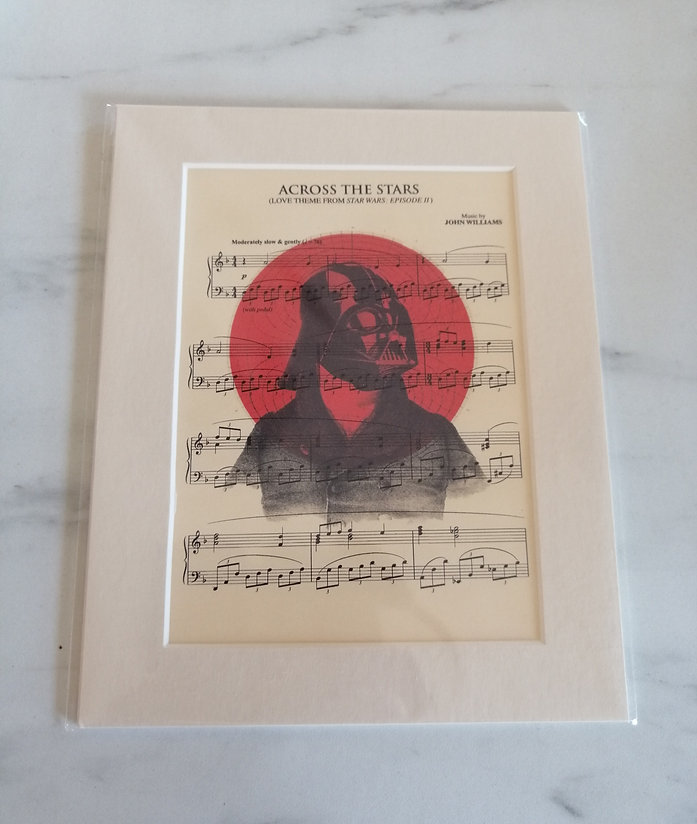 ACROSS THE STARS
(LOVE THEME FROM STAR WARS: EPISODE II)
Music by
JOHN WILLIAMS
Moderately slow & gently (♩= 76)
p
(with pedal)